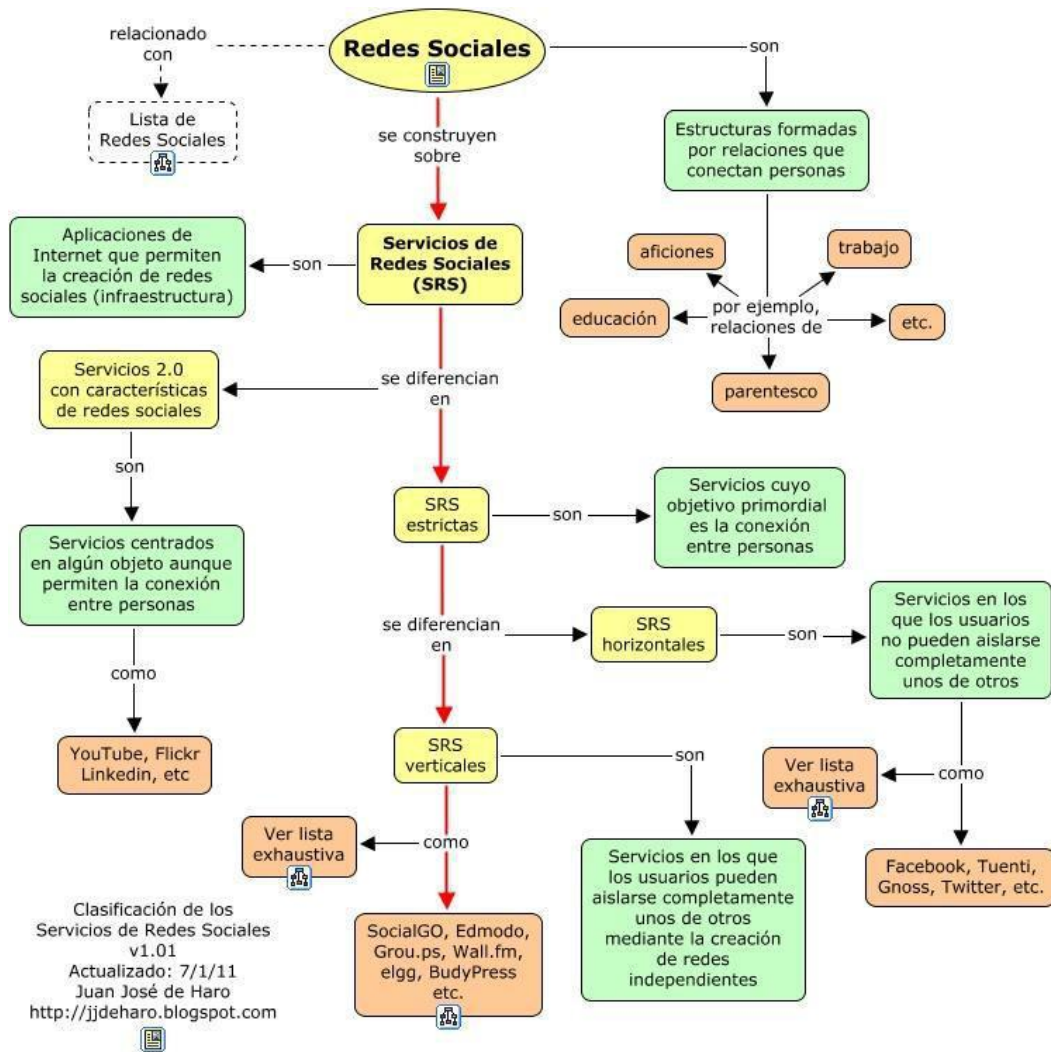 relacionado
con
Redes Sociales
son
Lista de
Redes Sociales
se construyen
sobre
Estructuras formadas
por relaciones que
conectan personas
Aplicaciones de
Internet que permiten
la creación de redes
sociales (infraestructura)
son
Servicios de
Redes Sociales
(SRS)
aficiones
trabajo
educación
por ejemplo,
relaciones de
etc.
parentesco
Servicios 2.0
con características
de redes sociales
se diferencian
en
son
SRS
estrictas
son
Servicios cuyo
objetivo primordial
es la conexión
entre personas
Servicios centrados
en algún objeto aunque
permiten la conexión
entre personas
se diferencian
en
SRS
horizontales
son
Servicios en los
que los usuarios
no pueden aislarse
completamente
unos de otros
como
YouTube, Flickr
Linkedin, etc
SRS
verticales
son
Ver lista
exhaustiva
como
Ver lista
exhaustiva
como
Servicios en los que
los usuarios pueden
aislarse completamente
unos de otros
mediante la creación
de redes
independientes
Facebook, Tuenti,
Gnoss, Twitter, etc.
SocialGO, Edmodo,
Grou.ps, Wall.fm,
elgg, BudyPress
etc.
Clasificación de los
Servicios de Redes Sociales
v1.01
Actualizado: 7/1/11
Juan José de Haro
http://jjdeharo.blogspot.com